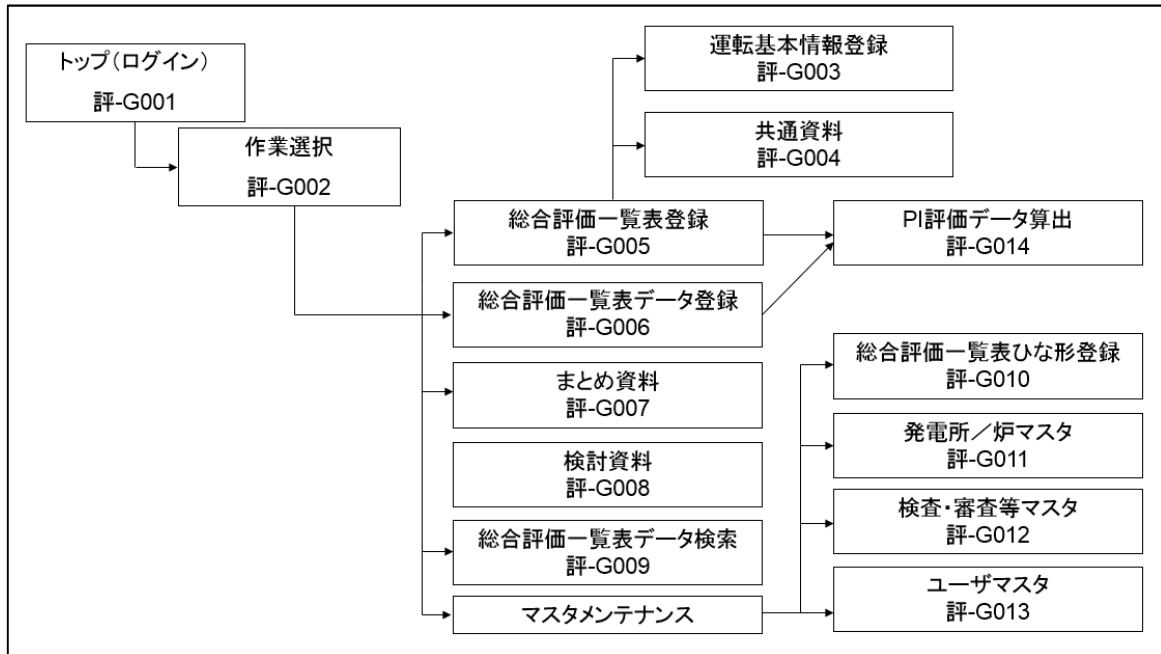 トップ(ログイン)
評-G001
作業選択
評-G002
運転基本情報登録
評-G003
共通資料
評-G004
総合評価一覧表登録
評-G005
PI評価データ算出
評-G014
総合評価一覧表データ登録
評-G006
まとめ資料
評-G007
検討資料
評-G008
総合評価一覧表データ検索
評-G009
マスタメンテナンス
総合評価一覧表ひな形登録
評-G010
発電所／炉マスタ
評-G011
検査・審査等マスタ
評-G012
ユーザマスタ
評-G013